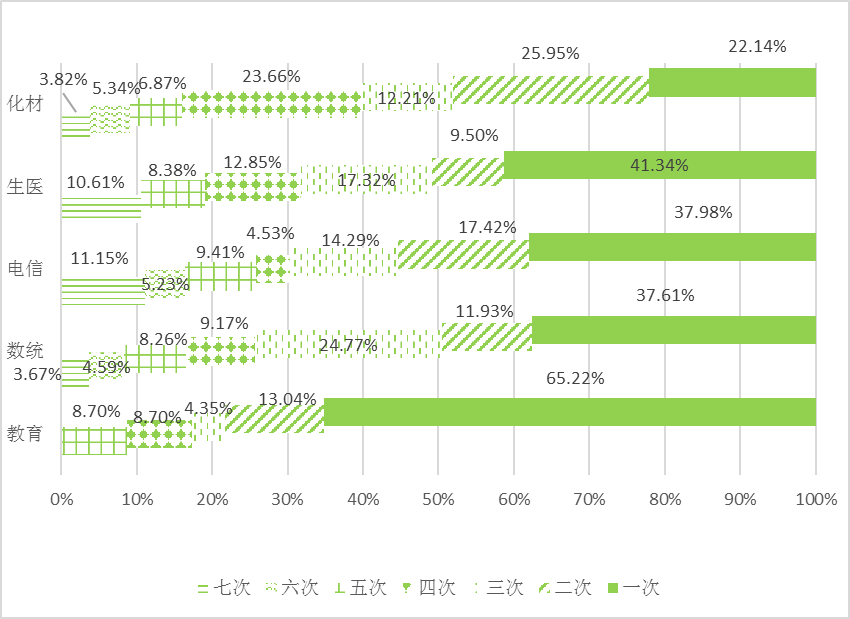 化材 3.82% 5.34% 6.87% 23.66% 12.21% 25.95% 22.14%
生医 10.61% 8.38% 12.85% 17.32% 9.50% 41.34%
电信 11.15% 5.23% 9.41% 4.53% 14.29% 17.42% 37.98%
数统 3.67% 4.59% 8.26% 9.17% 24.77% 11.93% 37.61%
教育 8.70% 8.70% 4.35% 13.04% 65.22%
0% 10% 20% 30% 40% 50% 60% 70% 80% 90% 100%
七次 六次 五次 四次 三次 二次 一次